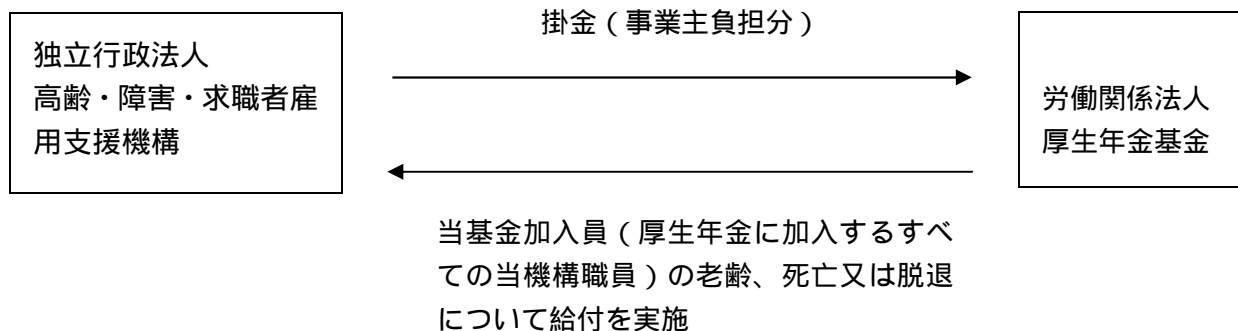 掛金（事業主負担分）
独立行政法人
高齢・障害・求職者雇
用支援機構
労働関係法人
厚生年金基金
当基金加入員（厚生年金に加入するすべ
ての当機構職員）の老齢、死亡又は脱退
について給付を実施